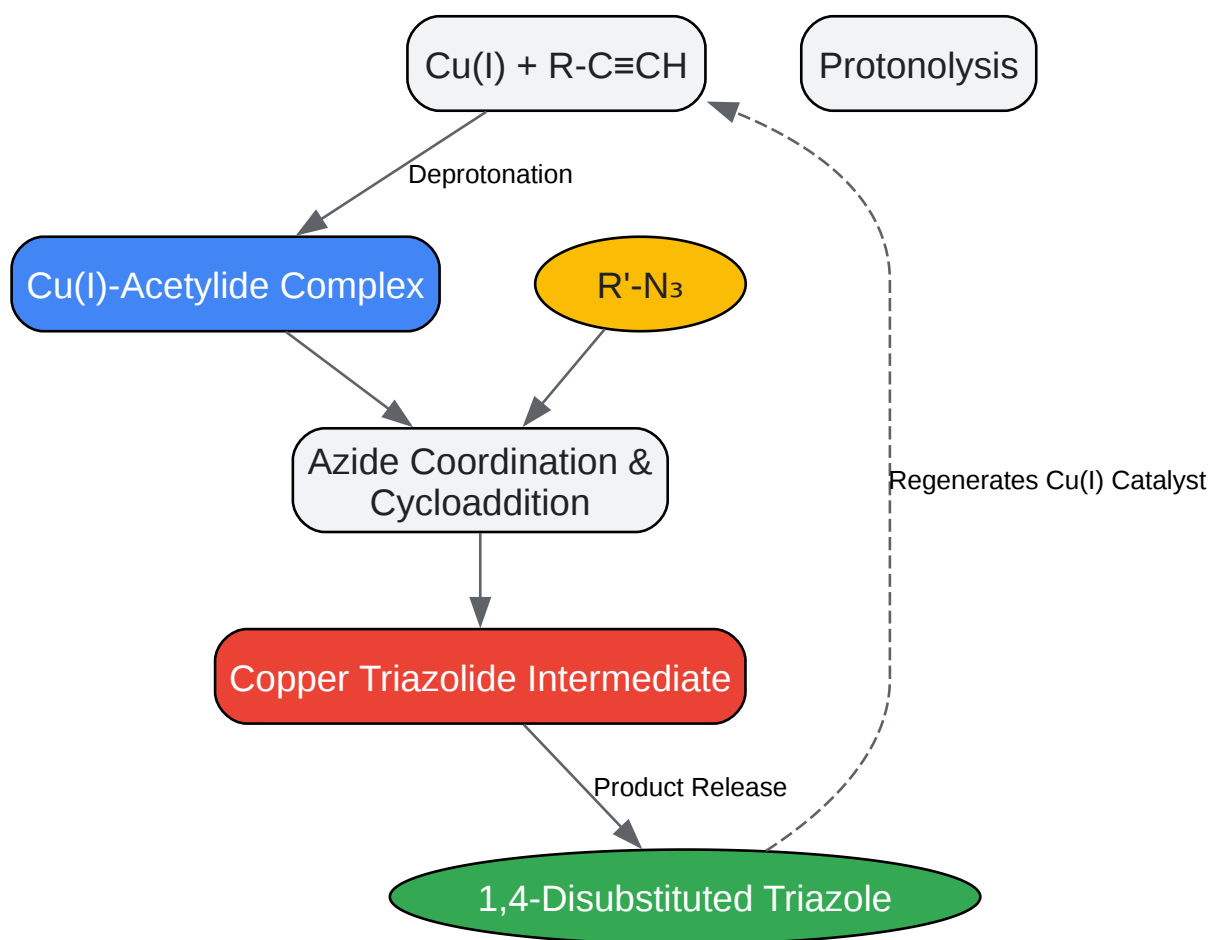 Cu(I) + R-C≡CH
Protonolysis
Deprotonation
Cu(I)-Acetylide Complex
R'-N₃
Azide Coordination &
Cycloaddition
Regenerates Cu(I) Catalyst
Copper Triazolide Intermediate
Product Release
1,4-Disubstituted Triazole